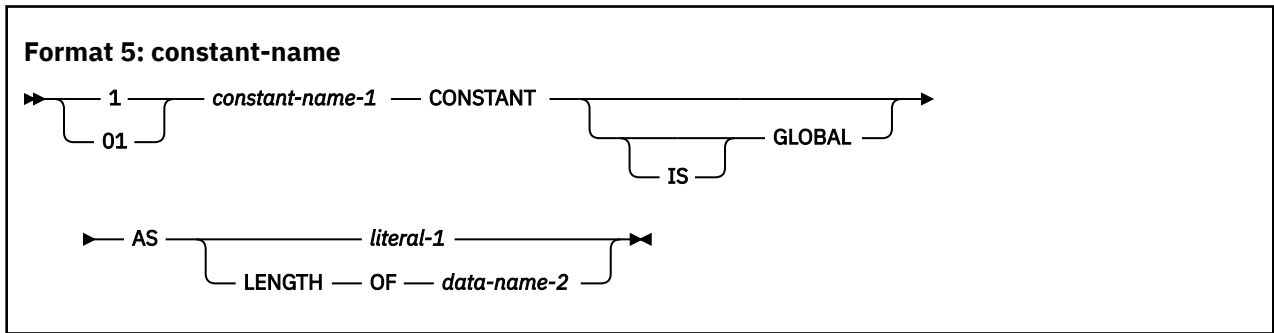 Format 5: constant-name
1 constant-name-1 CONSTANT
01 GLOBAL
IS
AS literal-1
LENGTH OF data-name-2